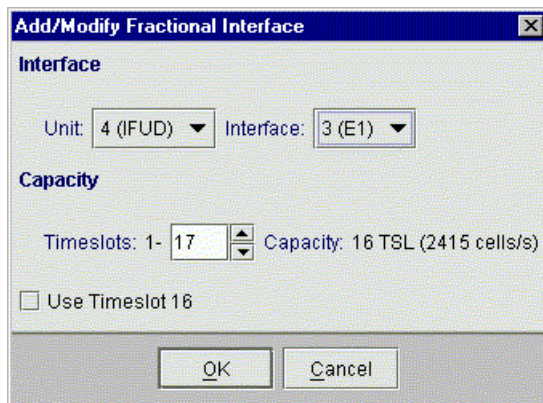 Add/Modify Fractional Interface
Interface
Unit: 4 (IFUD) Interface: 3 (E1)
Capacity
Timeslots: 1- 17 Capacity: 16 TSL (2415 cells/s)
Use Timeslot 16
OK Cancel